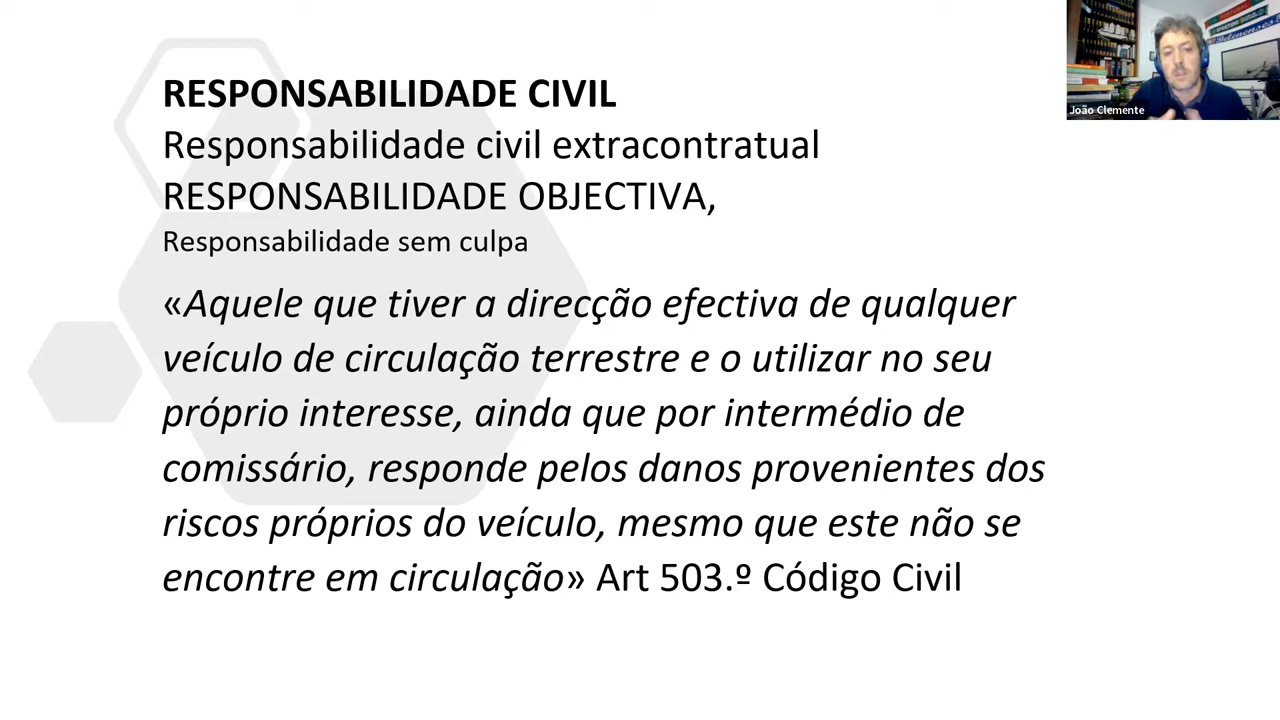 RESPONSABILIDADE CIVIL
Responsabilidade civil extracontratual
RESPONSABILIDADE OBJECTIVA,
Responsabilidade sem culpa
«Aquele que tiver a direcção efectiva de qualquer
veículo de circulação terrestre e o utilizar no seu
próprio interesse, ainda que por intermédio de
comissário, responde pelos danos provenientes dos
riscos próprios do veículo, mesmo que este não se
encontre em circulação» Art 503.º Código Civil
João Clemente
Belenenses